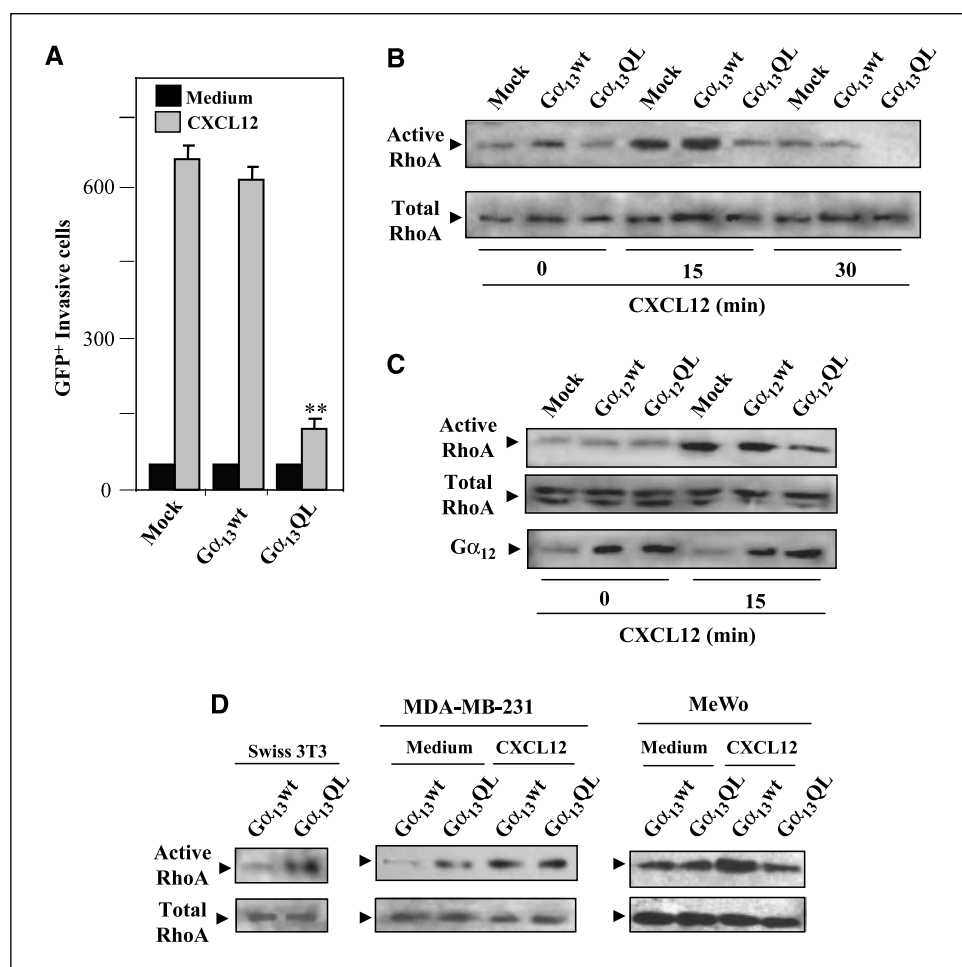 A
Medium
CXCL12
GFP⁺ Invasive cells
600
300
0
Mock
Gα₁₃wt
Gα₁₃QL
**
B
Mock Gα₁₃wt Gα₁₃QL Mock Gα₁₃wt Gα₁₃QL Mock Gα₁₃wt Gα₁₃QL
Active
RhoA
Total
RhoA
0 15 30
CXCL12 (min)
C
Mock Gα₁₂wt Gα₁₂QL Mock Gα₁₂wt Gα₁₂QL
Active
RhoA
Total
RhoA
Gα₁₂
0 15
CXCL12 (min)
D
Swiss 3T3
Gα₁₃wt Gα₁₃QL
MDA-MB-231
Medium CXCL12
Gα₁₃wt Gα₁₃QL Gα₁₃wt Gα₁₃QL
MeWo
Medium CXCL12
Gα₁₃wt Gα₁₃QL Gα₁₃wt Gα₁₃QL
Active
RhoA
Total
RhoA